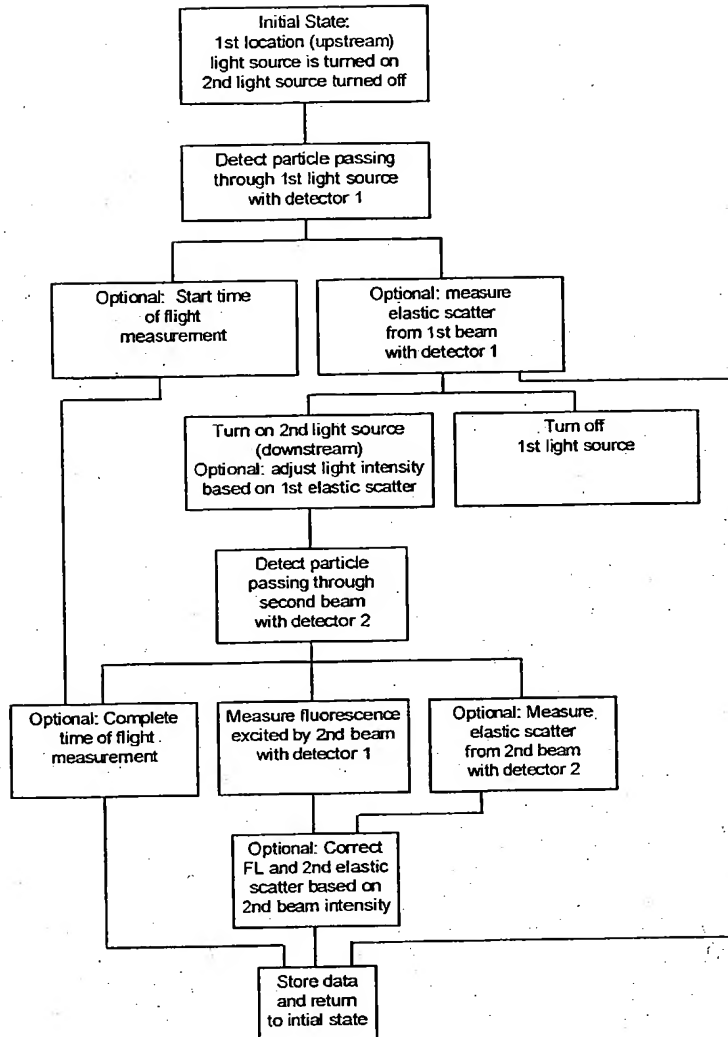 Initial State:
1st location (upstream)
light source is turned on
2nd light source turned off
Detect particle passing
through 1st light source
with detector 1
Optional: Start time
of flight
measurement
Optional: measure
elastic scatter
from 1st beam
with detector 1
Turn on 2nd light source
(downstream)
Optional: adjust light intensity
based on 1st elastic scatter
Turn off
1st light source
Detect particle
passing through
second beam
with detector 2
Optional: Complete
time of flight
measurement
Measure fluorescence
excited by 2nd beam
with detector 1
Optional: Measure
elastic scatter
from 2nd beam
with detector 2
Optional: Correct
FL and 2nd elastic
scatter based on
2nd beam intensity
Store data
and return
to intial state